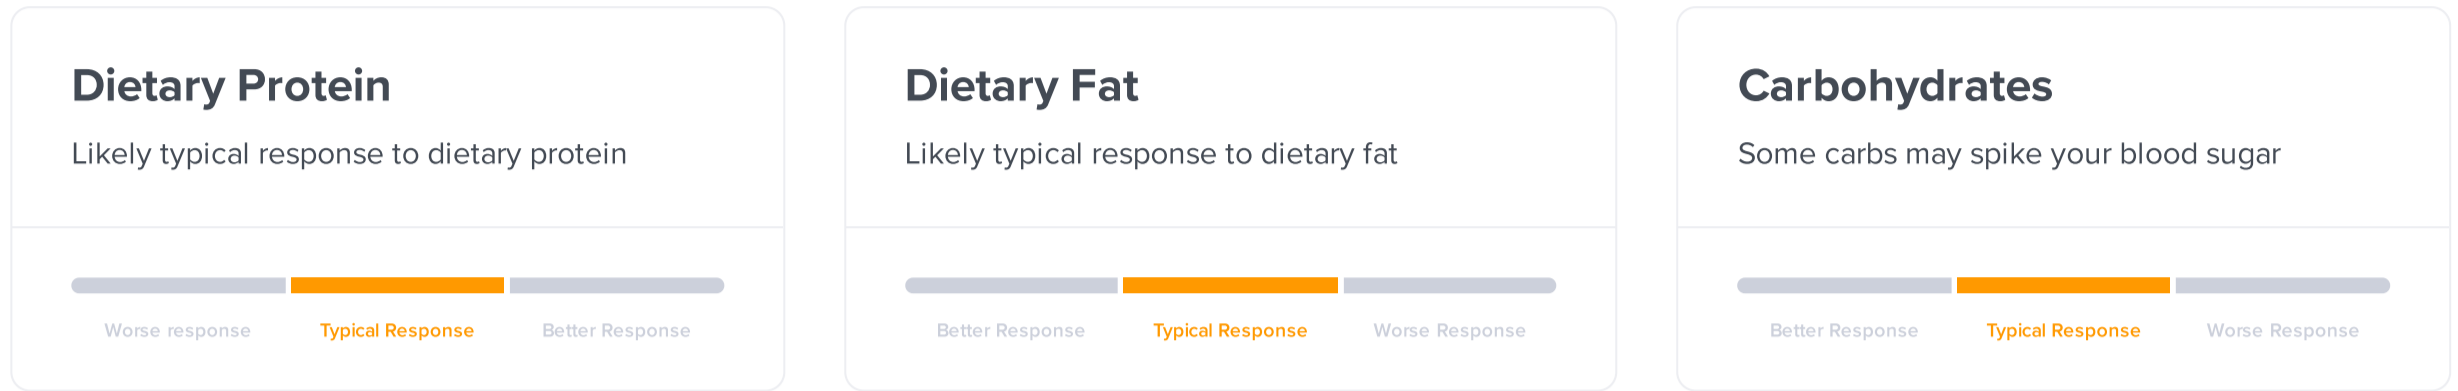 Dietary Protein
Likely typical response to dietary protein
Worse response
Typical Response
Better Response
Dietary Fat
Likely typical response to dietary fat
Better Response
Typical Response
Worse Response
Carbohydrates
Some carbs may spike your blood sugar
Better Response
Typical Response
Worse Response